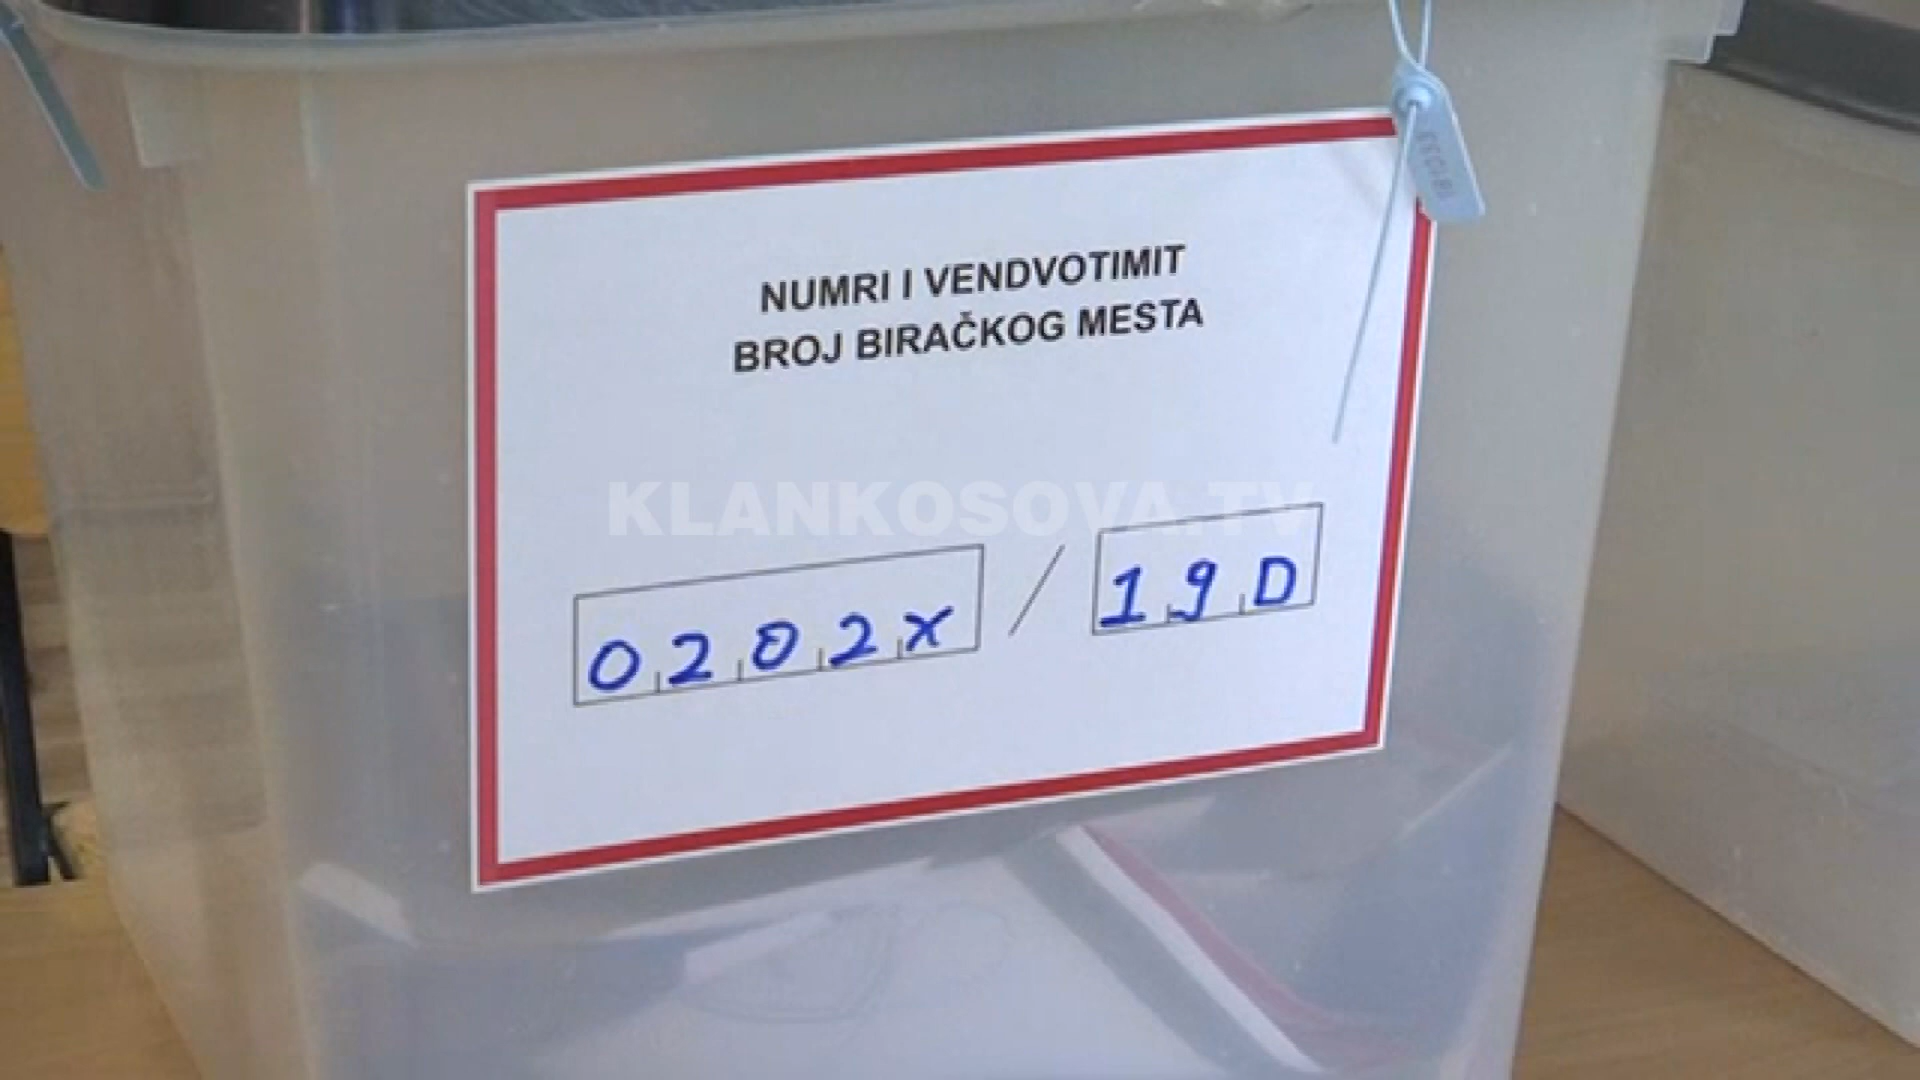 NUMRI I VENDVOTIMIT
BROJ BIRAČKOG MESTA
KLANKOSOVA.TV
0202x / 19D